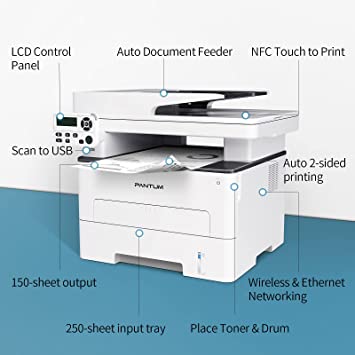 LCD Control
Panel
Auto Document Feeder
NFC Touch to Print
Scan to USB
Auto 2-sided
printing
PANTUM
150-sheet output
Wireless & Ethernet
Networking
250-sheet input tray
Place Toner & Drum